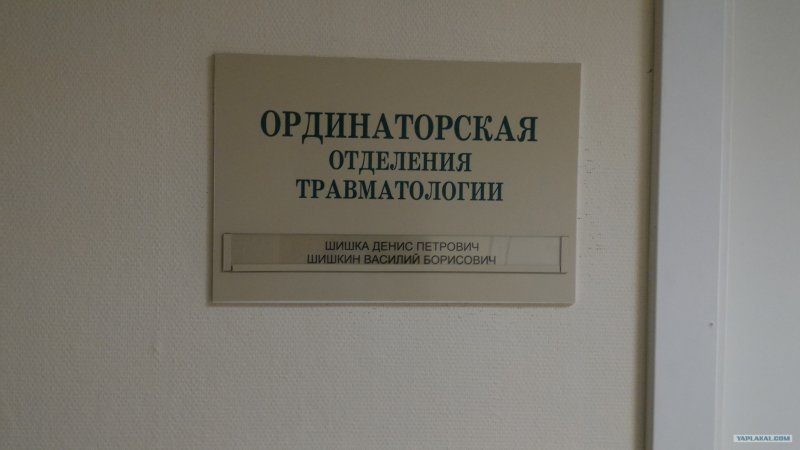 ОРДИНАТОРСКАЯ
ОТДЕЛЕНИЯ
ТРАВМАТОЛОГИИ
ШИШКА ДЕНИС ПЕТРОВИЧ
ШИШКИН ВАСИЛИЙ БОРИСОВИЧ
YAPLAKAL.COM